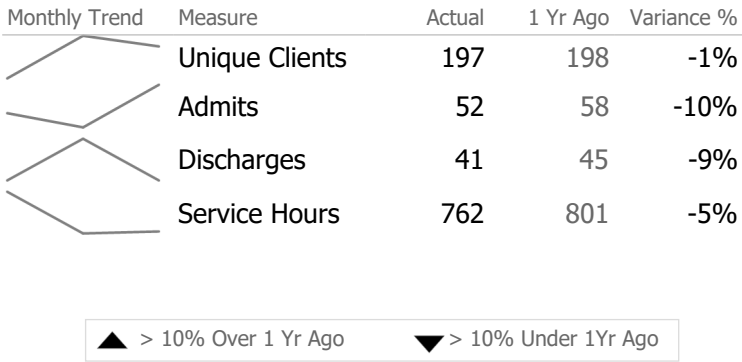 Monthly Trend Measure Actual 1 Yr Ago Variance %
Unique Clients 197 198 -1%
Admits 52 58 -10%
Discharges 41 45 -9%
Service Hours 762 801 -5%
> 10% Over 1 Yr Ago > 10% Under 1Yr Ago